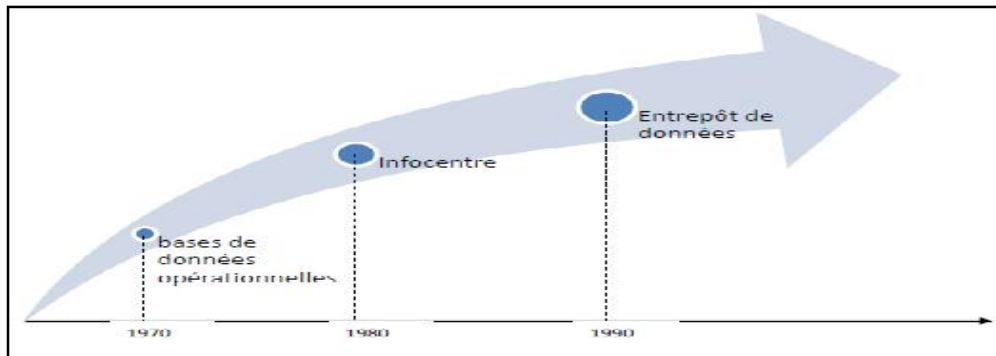 Entrepôt de
données
Infocentre
bases de
données
opérationnelles
1970
1980
1990